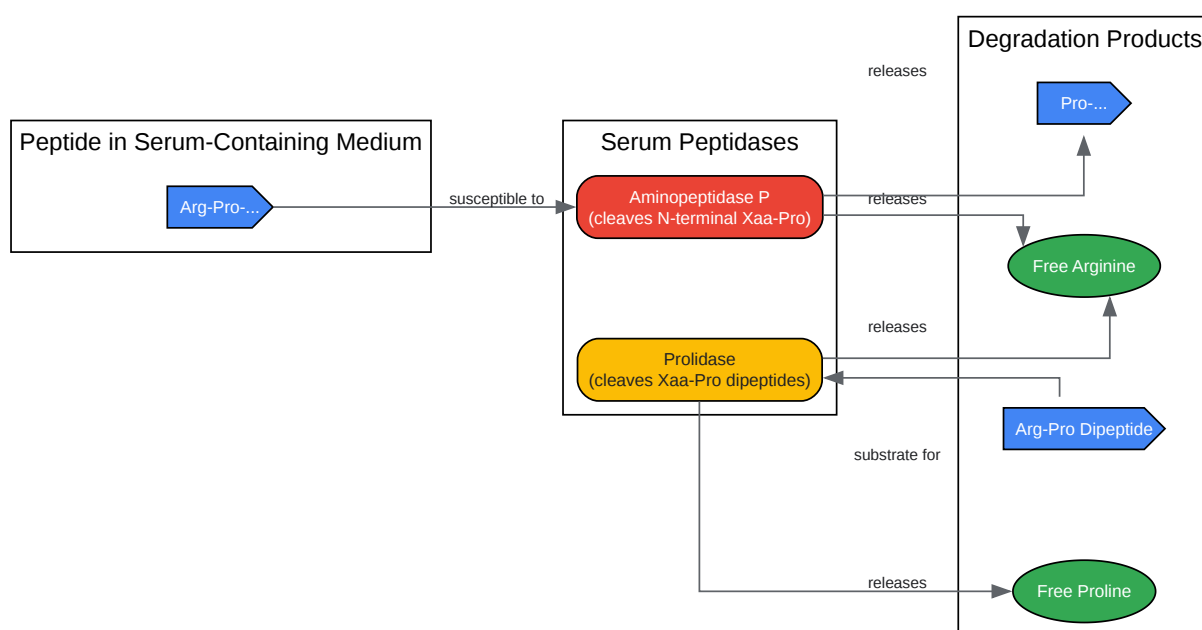 Degradation Products
releases
Pro-...
Peptide in Serum-Containing Medium
Serum Peptidases
Arg-Pro-...
susceptible to
Aminopeptidase P
(cleaves N-terminal Xaa-Pro)
releases
Free Arginine
releases
Prolidase
(cleaves Xaa-Pro dipeptides)
Arg-Pro Dipeptide
substrate for
releases
Free Proline